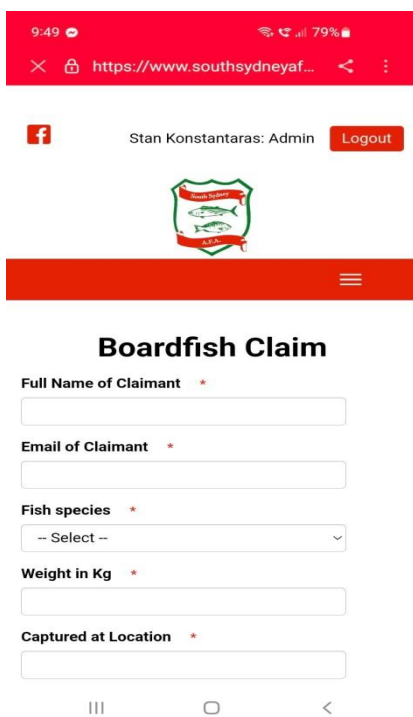 9:49 79%
https://www.southsydneyaf...
Stan Konstantaras: Admin Logout
South Sydney
A.F.A.
Boardfish Claim
Full Name of Claimant *
Email of Claimant *
Fish species *
-- Select --
Weight in Kg *
Captured at Location *